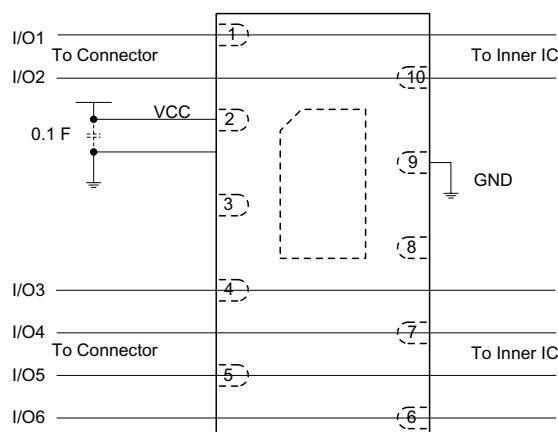 I/O1
1
To Connector
To Inner IC
I/O2
10
VCC
2
0.1 F
9
GND
3
8
I/O3
4
I/O4
7
To Connector
To Inner IC
I/O5
5
I/O6
6